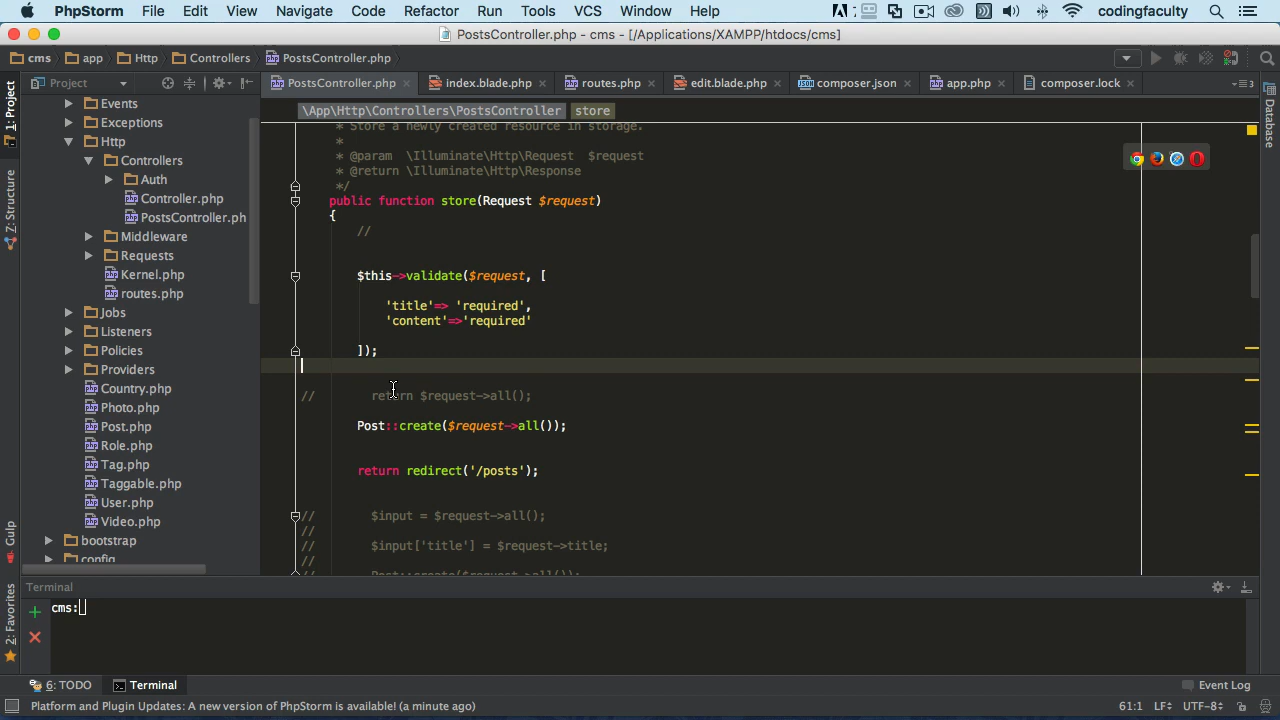 PhpStorm File Edit View Navigate Code Refactor Run Tools VCS Window Help codingfaculty
PostsController.php - cms - [/Applications/XAMPP/htdocs/cms]
cms app Http Controllers PostsController.php
Project PostsController.php index.blade.php routes.php edit.blade.php composer.json app.php composer.lock
\App\Http\Controllers\PostsController store
1: Project
Z: Structure
Gulp
2: Favorites
Database
Events
Exceptions
Http
Controllers
Auth
Controller.php
PostsController.ph
Middleware
Requests
Kernel.php
routes.php
Jobs
Listeners
Policies
Providers
Country.php
Photo.php
Post.php
Role.php
Tag.php
Taggable.php
User.php
Video.php
bootstrap
config
* Store a newly created resource in storage.
*
* @param \Illuminate\Http\Request $request
* @return \Illuminate\Http\Response
*/
public function store(Request $request)
{
//
$this->validate($request, [
'title'=> 'required',
'content'=>'required'
]);
// return $request->all();
Post::create($request->all());
return redirect('/posts');
// $input = $request->all();
//
// $input['title'] = $request->title;
//
// Post::create($request->all());
Terminal
cms:
6: TODO Terminal Event Log
Platform and Plugin Updates: A new version of PhpStorm is available! (a minute ago) 61:1 LF UTF-8